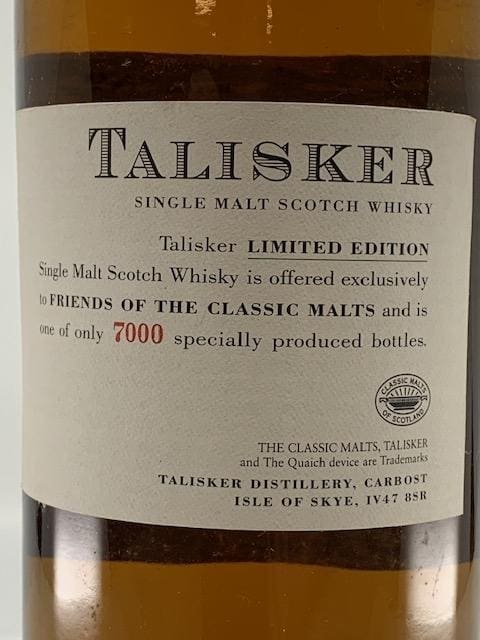 TALISKER
SINGLE MALT SCOTCH WHISKY
Talisker LIMITED EDITION
Single Malt Scotch Whisky is offered exclusively
to FRIENDS OF THE CLASSIC MALTS and is
one of only 7000 specially produced bottles.
CLASSIC MALTS
OF SCOTLAND
THE CLASSIC MALTS, TALISKER
and The Quaich device are Trademarks
TALISKER DISTILLERY, CARBOST
ISLE OF SKYE, IV47 8SR